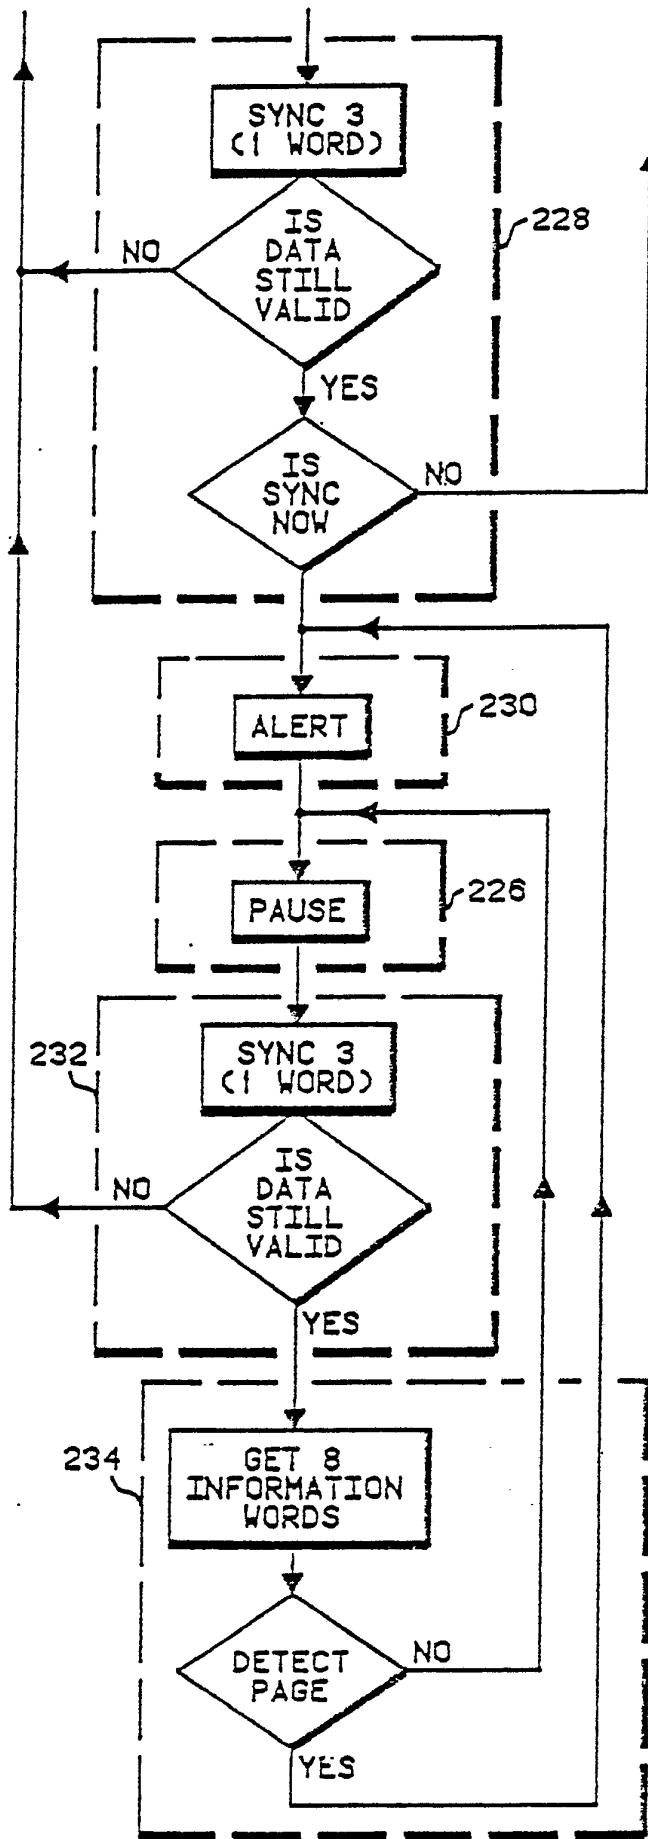 SYNC 3
(1 WORD)
228
IS
DATA
STILL
VALID
NO
YES
IS
SYNC
NOW
NO
ALERT
230
PAUSE
226
232
SYNC 3
(1 WORD)
IS
DATA
STILL
VALID
NO
YES
234
GET 8
INFORMATION
WORDS
DETECT
PAGE
NO
YES